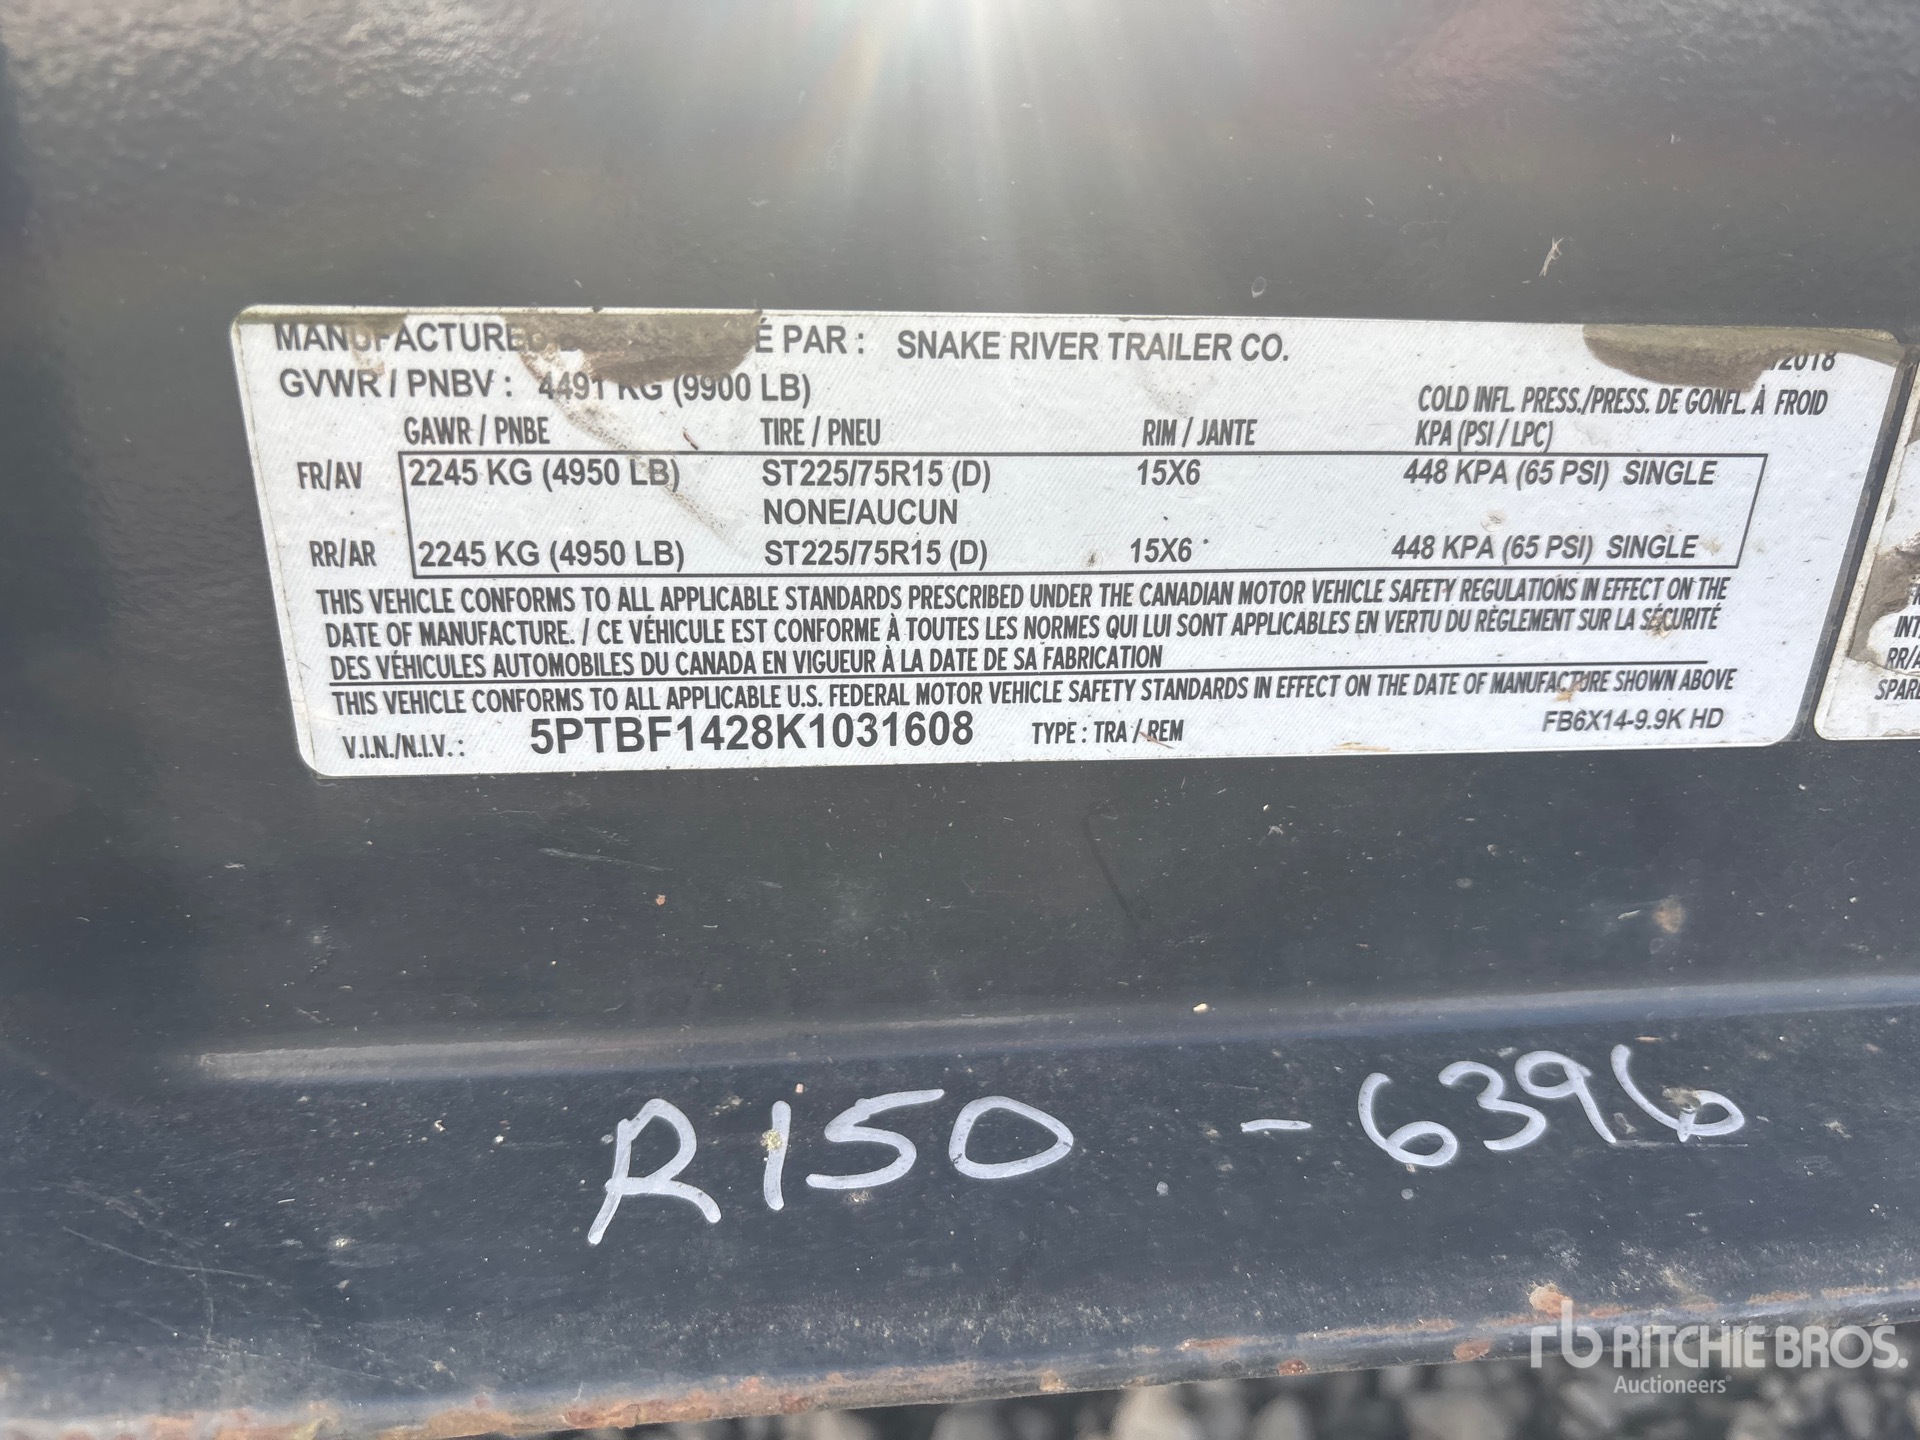 MANUFACTURED É PAR : SNAKE RIVER TRAILER CO.
/2018
GVWR / PNBV : 4491 KG (9900 LB)
COLD INFL. PRESS./PRESS. DE GONFL. À FROID
GAWR / PNBE TIRE / PNEU RIM / JANTE KPA (PSI / LPC)
FR/AV 2245 KG (4950 LB) ST225/75R15 (D) 15X6 448 KPA (65 PSI) SINGLE
NONE/AUCUN
RR/AR 2245 KG (4950 LB) ST225/75R15 (D) 15X6 448 KPA (65 PSI) SINGLE
THIS VEHICLE CONFORMS TO ALL APPLICABLE STANDARDS PRESCRIBED UNDER THE CANADIAN MOTOR VEHICLE SAFETY REGULATIONS IN EFFECT ON THE
DATE OF MANUFACTURE. / CE VÉHICULE EST CONFORME À TOUTES LES NORMES QUI LUI SONT APPLICABLES EN VERTU DU RÈGLEMENT SUR LA SÉCURITÉ
DES VÉHICULES AUTOMOBILES DU CANADA EN VIGUEUR À LA DATE DE SA FABRICATION
THIS VEHICLE CONFORMS TO ALL APPLICABLE U.S. FEDERAL MOTOR VEHICLE SAFETY STANDARDS IN EFFECT ON THE DATE OF MANUFACTURE SHOWN ABOVE
V.I.N./N.I.V. : 5PTBF1428K1031608 TYPE : TRA / REM FB6X14-9.9K HD
INT
RR/A
SPAR
R150 - 6396
rb RITCHIE BROS.
Auctioneers